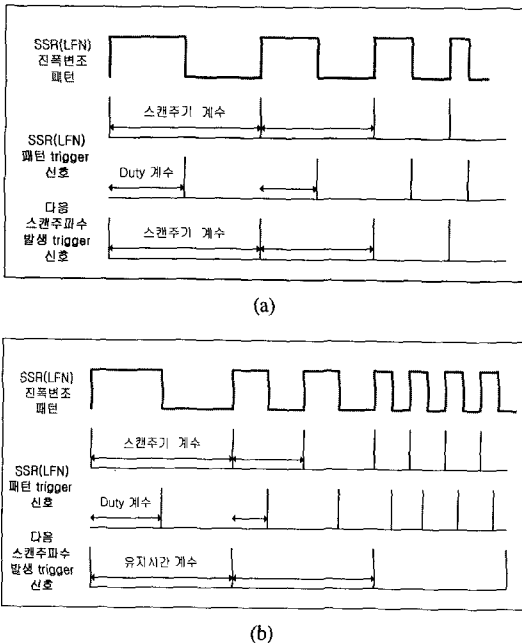 SSR(LFN)
진폭변조
패턴
스캔주기 계수
SSR(LFN)
패턴 trigger
신호
Duty 계수
다음
스캔주파수
발생 trigger
신호
스캔주기 계수
(a)
SSR(LFN)
진폭변조
패턴
스캔주기 계수
SSR(LFN)
패턴 trigger
신호
Duty 계수
다음
스캔주파수
발생 trigger
신호
유지시간 계수
(b)